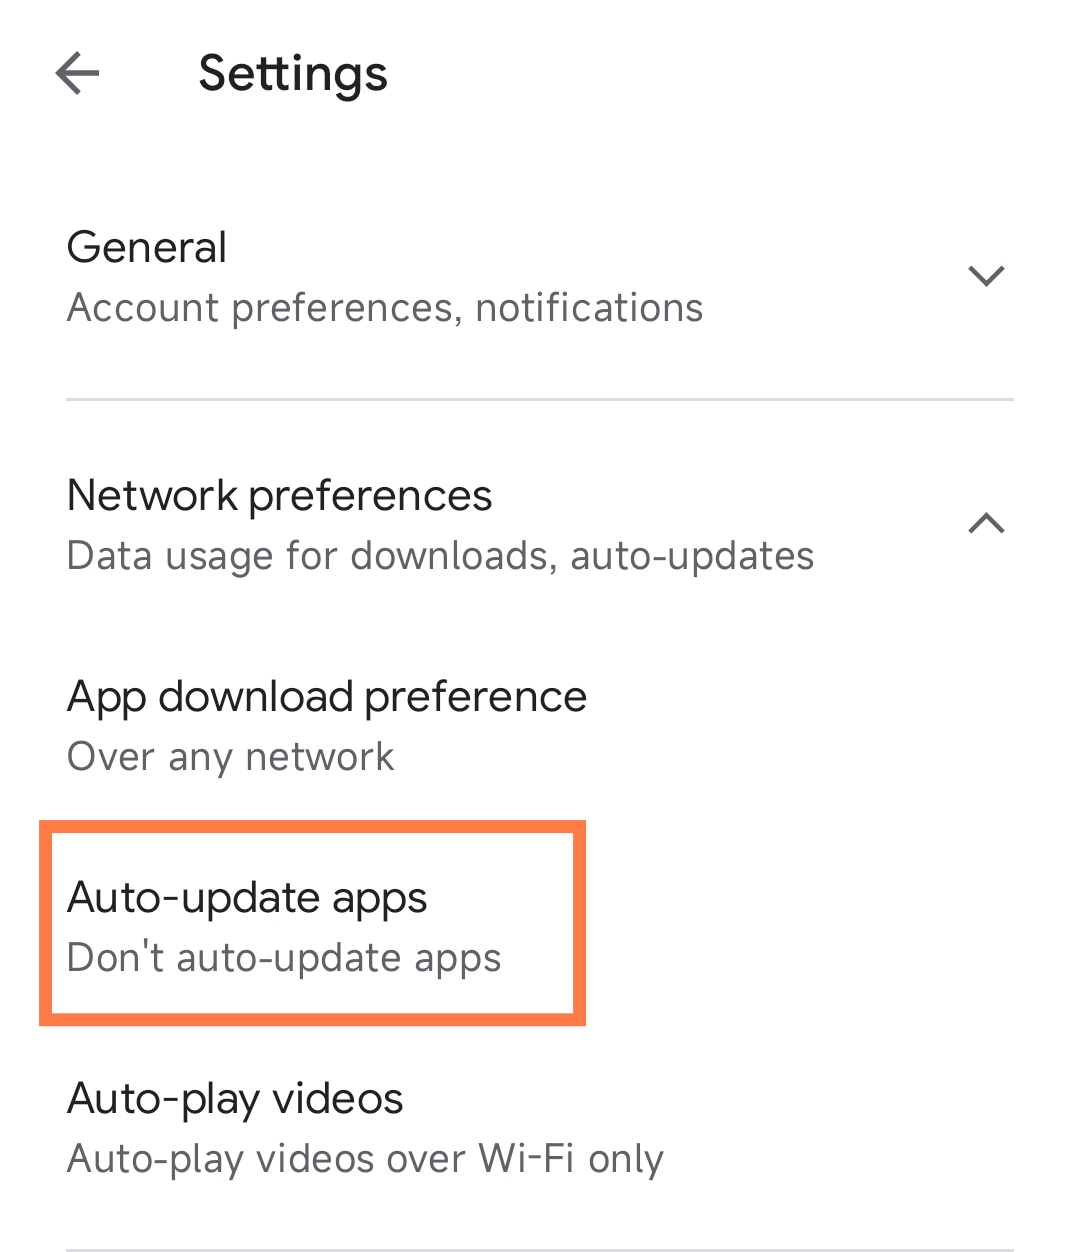 Settings
General
Account preferences, notifications
Network preferences
Data usage for downloads, auto-updates
App download preference
Over any network
Auto-update apps
Don't auto-update apps
Auto-play videos
Auto-play videos over Wi-Fi only